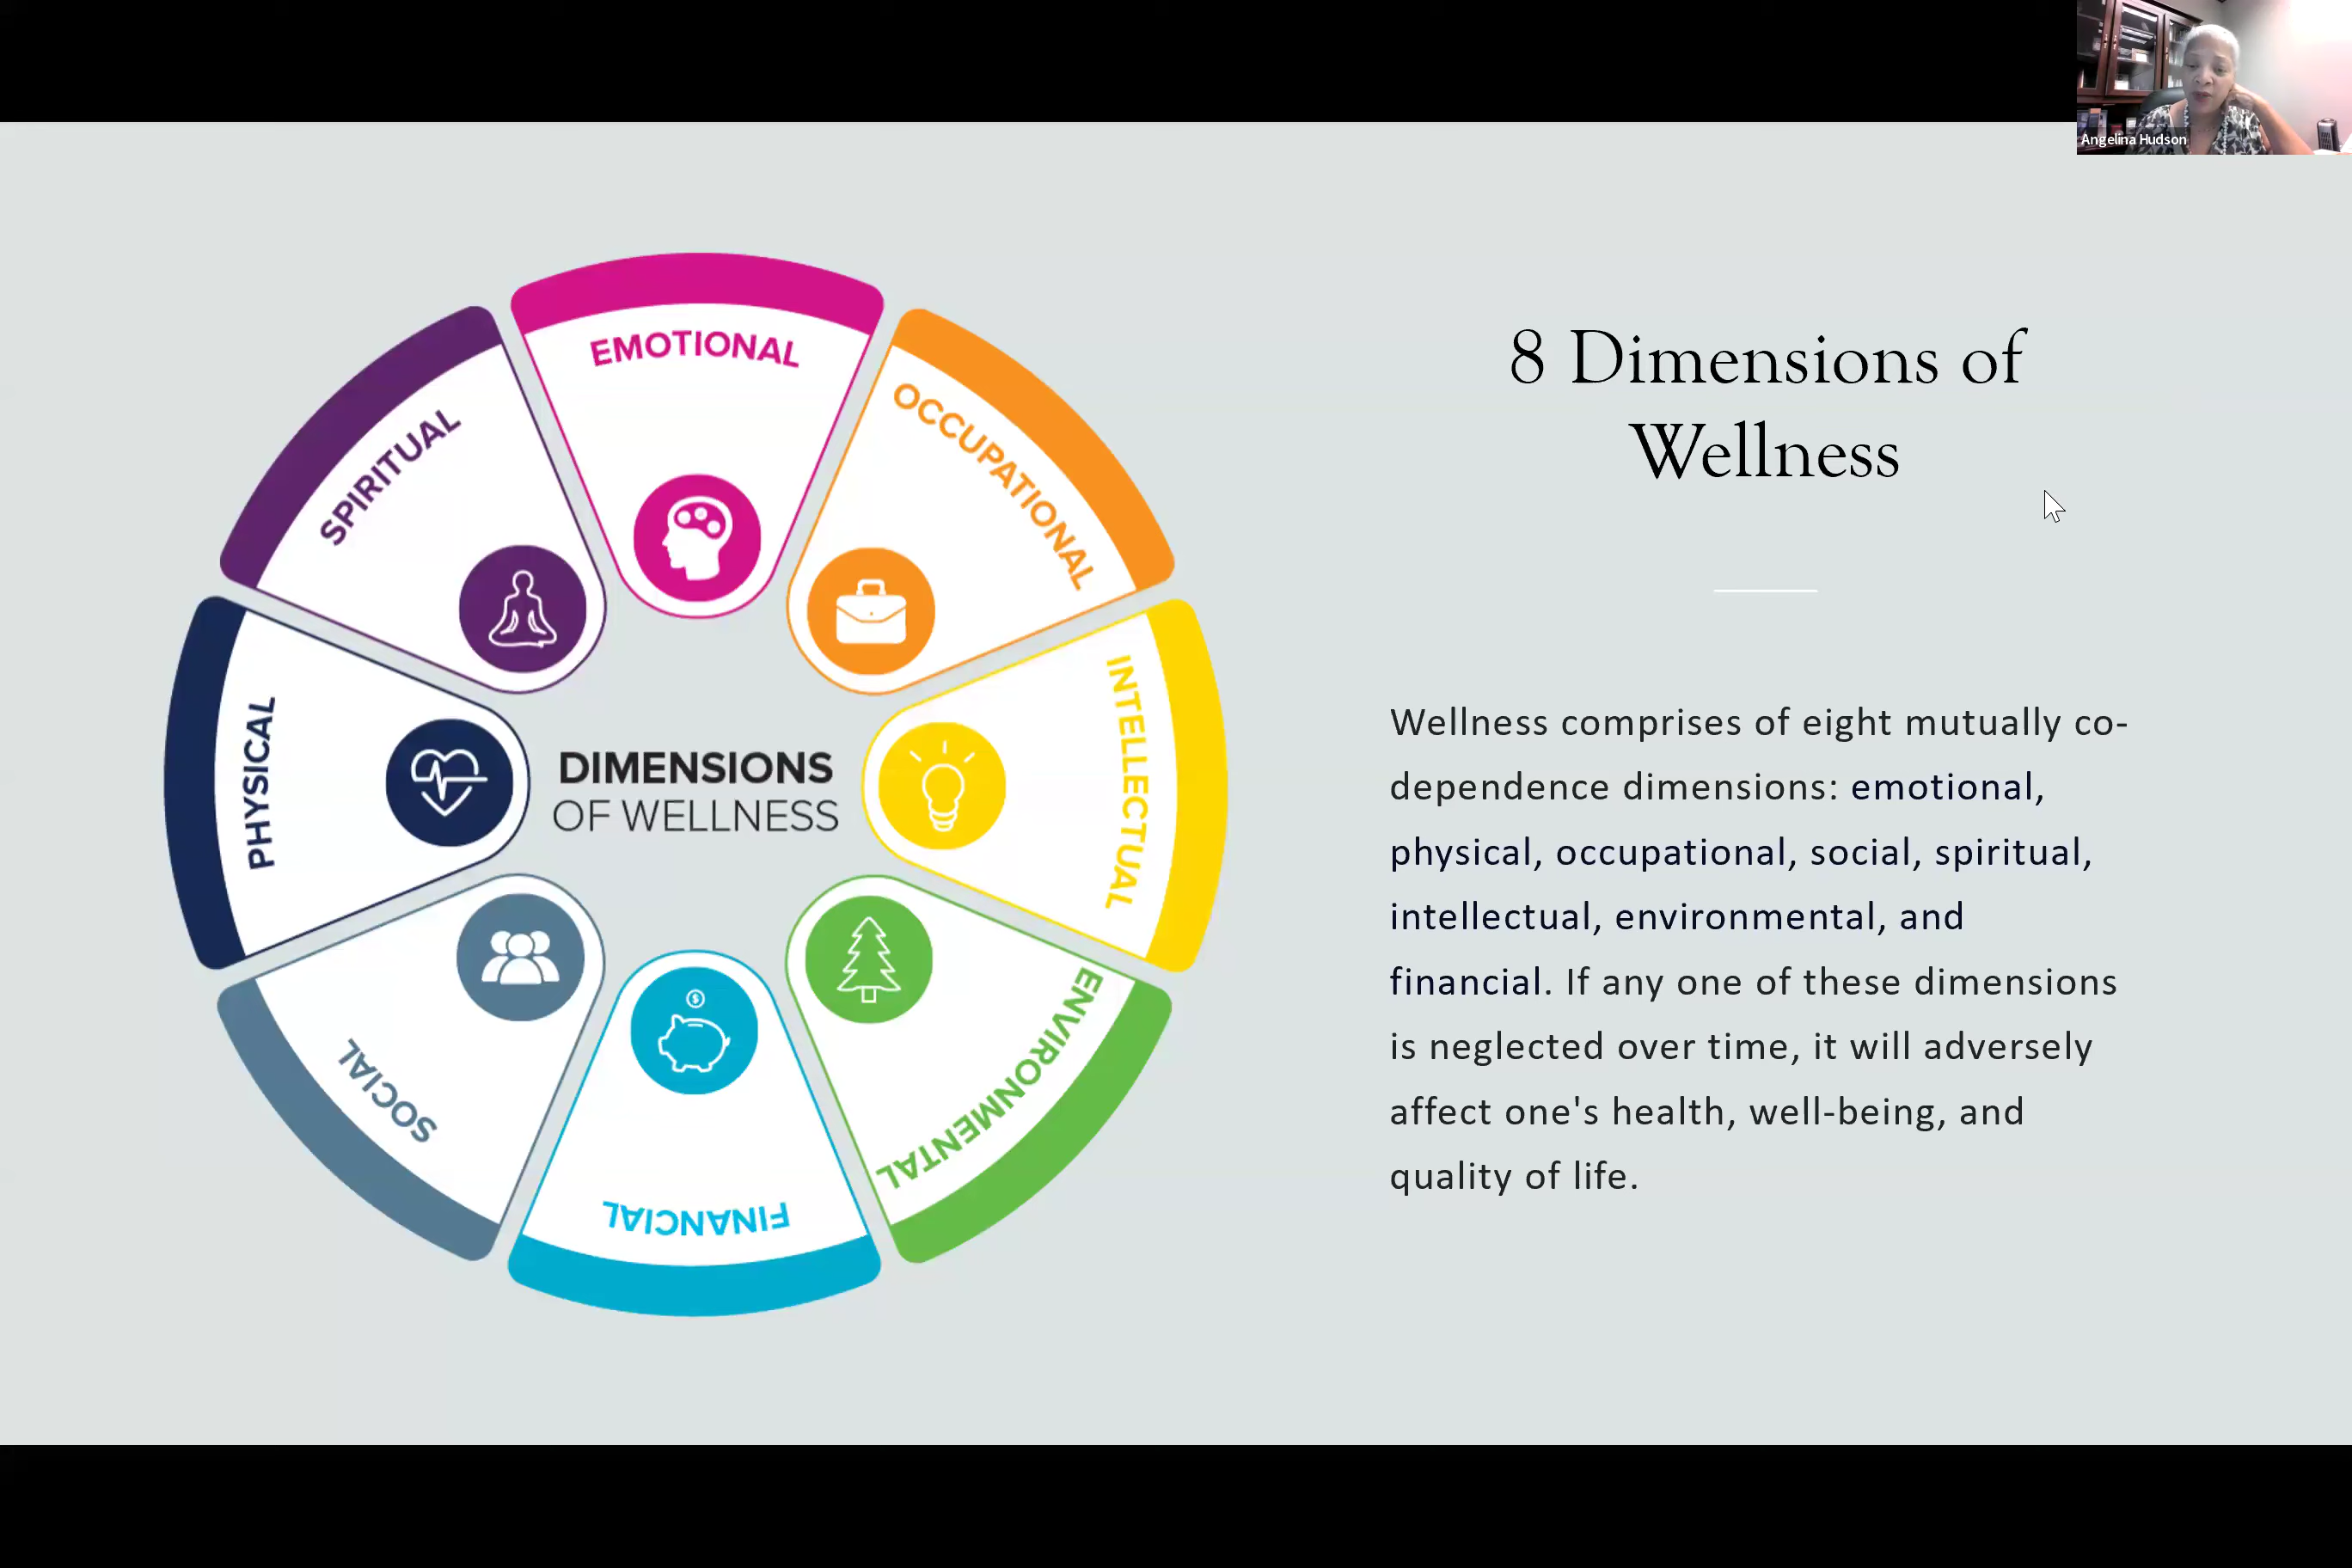 Angelina Hudson
EMOTIONAL
OCCUPATIONAL
INTELLECTUAL
ENVIRONMENTAL
FINANCIAL
SOCIAL
PHYSICAL
SPIRITUAL
DIMENSIONS
OF WELLNESS
$
8 Dimensions of
Wellness
Wellness comprises of eight mutually co-
dependence dimensions: emotional,
physical, occupational, social, spiritual,
intellectual, environmental, and
financial. If any one of these dimensions
is neglected over time, it will adversely
affect one's health, well-being, and
quality of life.